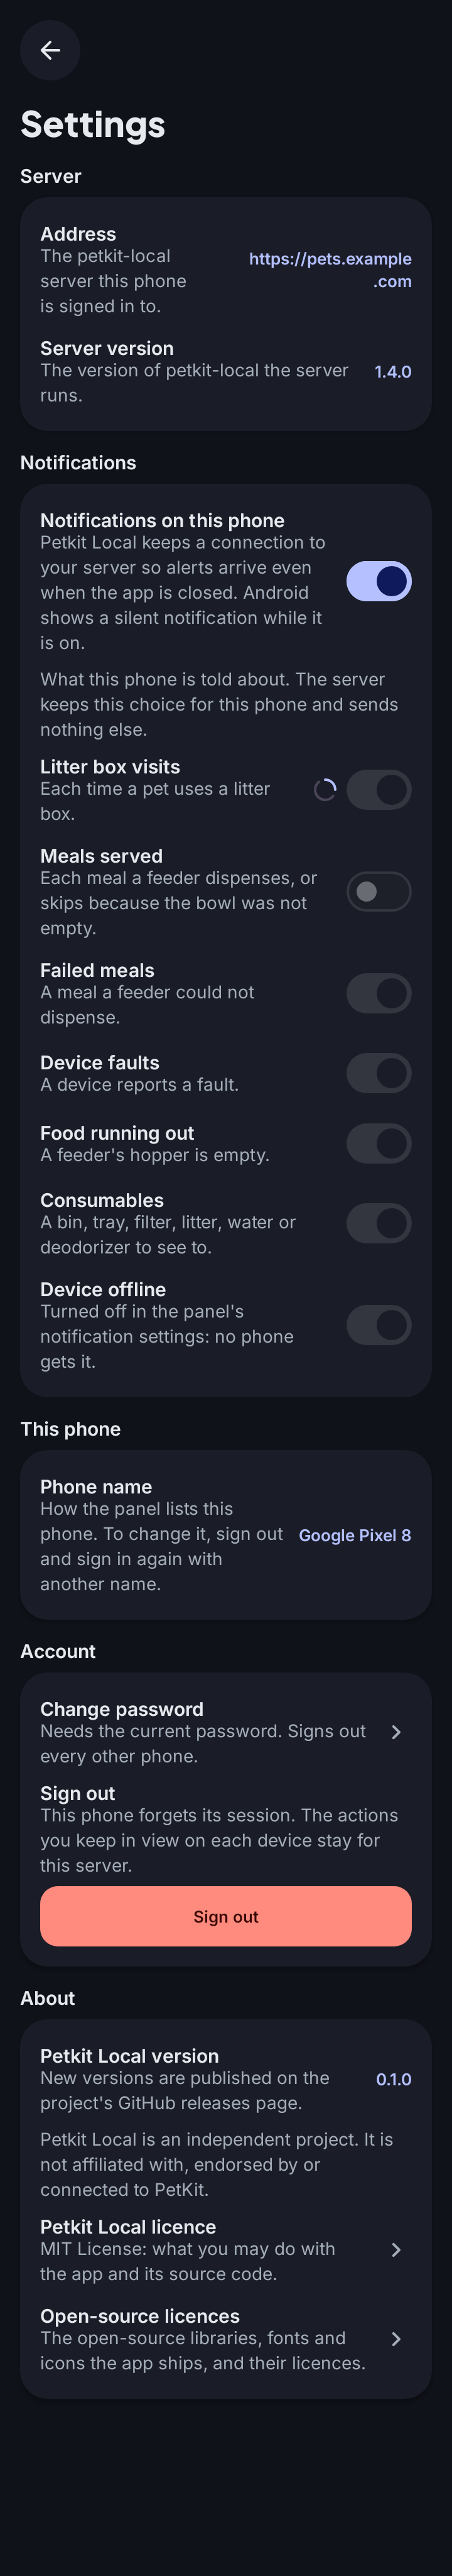 Settings
Server
Address
The petkit-local
server this phone
is signed in to.
https://pets.example
.com
Server version
The version of petkit-local the server
runs.
1.4.0
Notifications
Notifications on this phone
Petkit Local keeps a connection to
your server so alerts arrive even
when the app is closed. Android
shows a silent notification while it
is on.
What this phone is told about. The server
keeps this choice for this phone and sends
nothing else.
Litter box visits
Each time a pet uses a litter
box.
Meals served
Each meal a feeder dispenses, or
skips because the bowl was not
empty.
Failed meals
A meal a feeder could not
dispense.
Device faults
A device reports a fault.
Food running out
A feeder's hopper is empty.
Consumables
A bin, tray, filter, litter, water or
deodorizer to see to.
Device offline
Turned off in the panel's
notification settings: no phone
gets it.
This phone
Phone name
How the panel lists this
phone. To change it, sign out
and sign in again with
another name.
Google Pixel 8
Account
Change password
Needs the current password. Signs out
every other phone.
Sign out
This phone forgets its session. The actions
you keep in view on each device stay for
this server.
Sign out
About
Petkit Local version
New versions are published on the
project's GitHub releases page.
0.1.0
Petkit Local is an independent project. It is
not affiliated with, endorsed by or
connected to PetKit.
Petkit Local licence
MIT License: what you may do with
the app and its source code.
Open-source licences
The open-source libraries, fonts and
icons the app ships, and their licences.